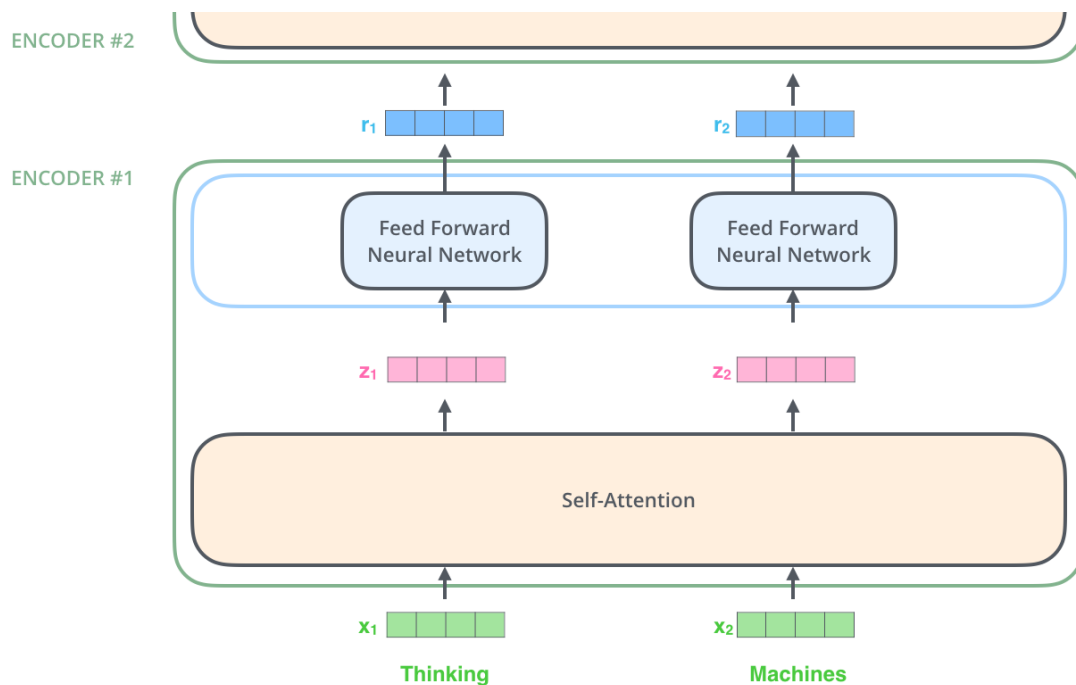 ENCODER #2
r₁
r₂
ENCODER #1
Feed Forward
Neural Network
Feed Forward
Neural Network
z₁
z₂
Self-Attention
x₁
x₂
Thinking
Machines